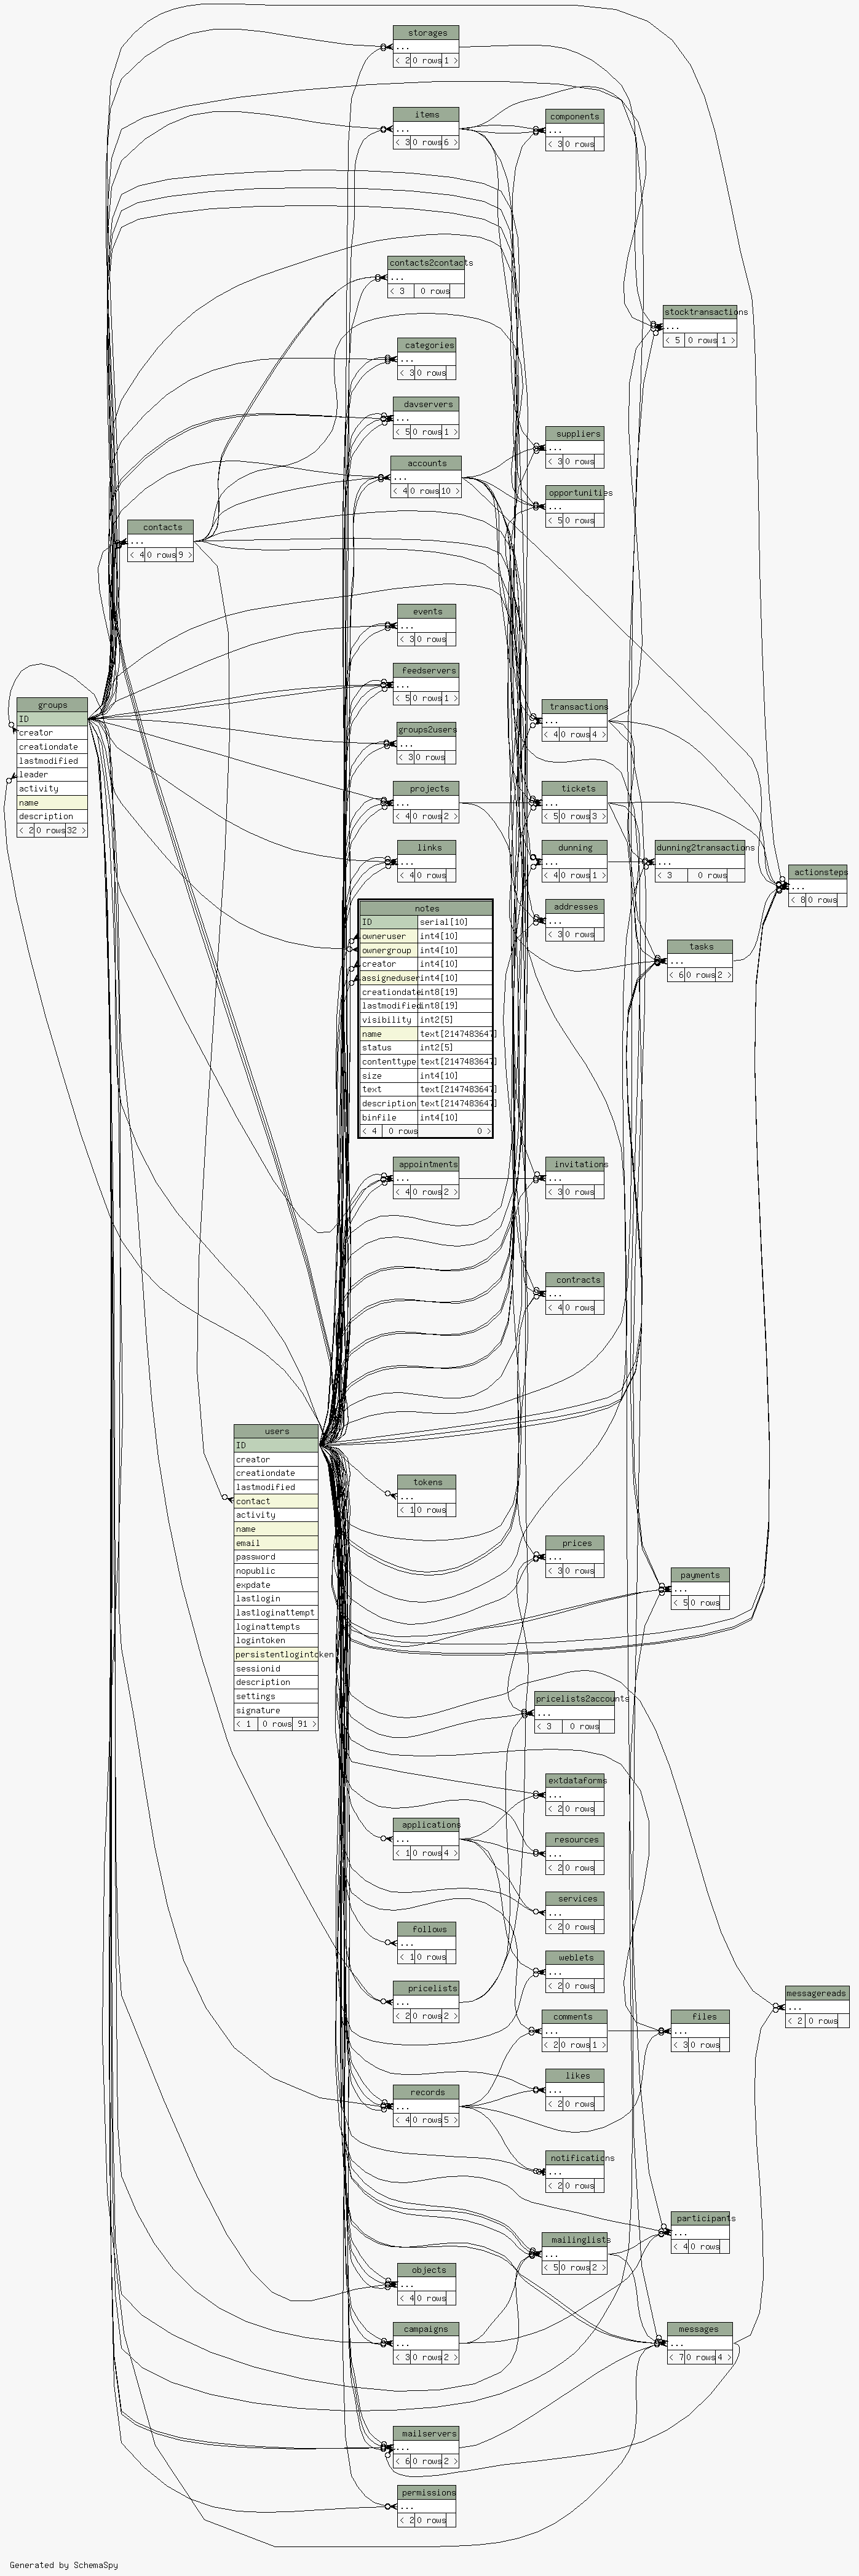 storages
...
< 2 0 rows 1 >
items
...
< 3 0 rows 6 >
components
...
< 3 0 rows
contacts2contacts
...
< 3 0 rows
stocktransactions
...
< 5 0 rows 1 >
categories
...
< 3 0 rows
davservers
...
< 5 0 rows 1 >
suppliers
...
< 3 0 rows
accounts
...
< 4 0 rows 10 >
opportunities
...
< 5 0 rows
contacts
...
< 4 0 rows 9 >
events
...
< 3 0 rows
feedservers
...
< 5 0 rows 1 >
groups
ID
creator
creationdate
lastmodified
leader
activity
name
description
< 2 0 rows 32 >
transactions
...
< 4 0 rows 4 >
groups2users
...
< 3 0 rows
projects
...
< 4 0 rows 2 >
tickets
...
< 5 0 rows 3 >
links
...
< 4 0 rows
dunning
...
< 4 0 rows 1 >
dunning2transactions
...
< 3 0 rows
actionsteps
...
< 8 0 rows
notes
ID serial[10]
owneruser int4[10]
ownergroup int4[10]
creator int4[10]
assigneduser int4[10]
creationdate int8[19]
lastmodified int8[19]
visibility int2[5]
name text[2147483647]
status int2[5]
contenttype text[2147483647]
size int4[10]
text text[2147483647]
description text[2147483647]
binfile int4[10]
< 4 0 rows 0 >
addresses
...
< 3 0 rows
tasks
...
< 6 0 rows 2 >
appointments
...
< 4 0 rows 2 >
invitations
...
< 3 0 rows
contracts
...
< 4 0 rows
users
ID
creator
creationdate
lastmodified
contact
activity
name
email
password
nopublic
expdate
lastlogin
lastloginattempt
loginattempts
logintoken
persistentlogintoken
sessionid
description
settings
signature
< 1 0 rows 91 >
tokens
...
< 1 0 rows
prices
...
< 3 0 rows
payments
...
< 5 0 rows
pricelists2accounts
...
< 3 0 rows
extdataforms
...
< 2 0 rows
applications
...
< 1 0 rows 4 >
resources
...
< 2 0 rows
services
...
< 2 0 rows
follows
...
< 1 0 rows
weblets
...
< 2 0 rows
pricelists
...
< 2 0 rows 2 >
messagereads
...
< 2 0 rows
comments
...
< 2 0 rows 1 >
files
...
< 3 0 rows
likes
...
< 2 0 rows
records
...
< 4 0 rows 5 >
notifications
...
< 2 0 rows
participants
...
< 4 0 rows
mailinglists
...
< 5 0 rows 2 >
objects
...
< 4 0 rows
campaigns
...
< 3 0 rows 2 >
messages
...
< 7 0 rows 4 >
mailservers
...
< 6 0 rows 2 >
permissions
...
< 2 0 rows
Generated by SchemaSpy